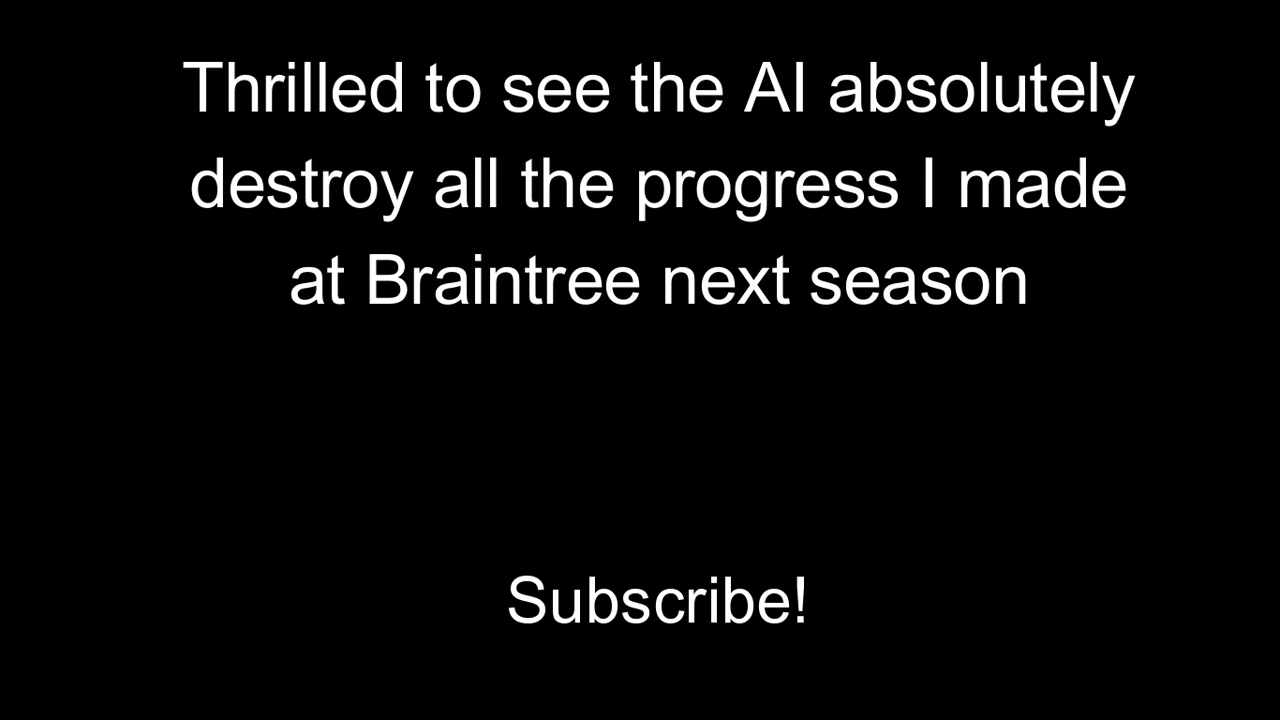 Thrilled to see the AI absolutely
destroy all the progress I made
at Braintree next season
Subscribe!